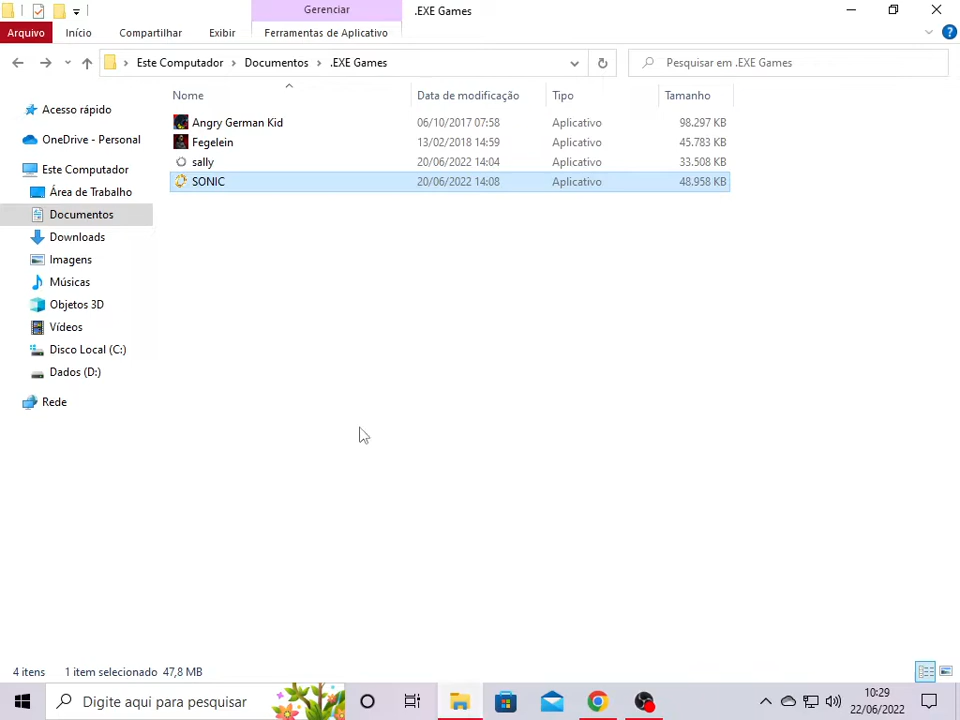 Gerenciar
.EXE Games
Arquivo Início Compartilhar Exibir Ferramentas de Aplicativo
Este Computador Documentos .EXE Games Pesquisar em .EXE Games
Nome Data de modificação Tipo Tamanho
Angry German Kid 06/10/2017 07:58 Aplicativo 98.297 KB
Fegelein 13/02/2018 14:59 Aplicativo 45.783 KB
sally 20/06/2022 14:04 Aplicativo 33.508 KB
SONIC 20/06/2022 14:08 Aplicativo 48.958 KB
Acesso rápido
OneDrive - Personal
Este Computador
Área de Trabalho
Documentos
Downloads
Imagens
Músicas
Objetos 3D
Vídeos
Disco Local (C:)
Dados (D:)
Rede
4 itens 1 item selecionado 47,8 MB
Digite aqui para pesquisar
10:29
22/06/2022